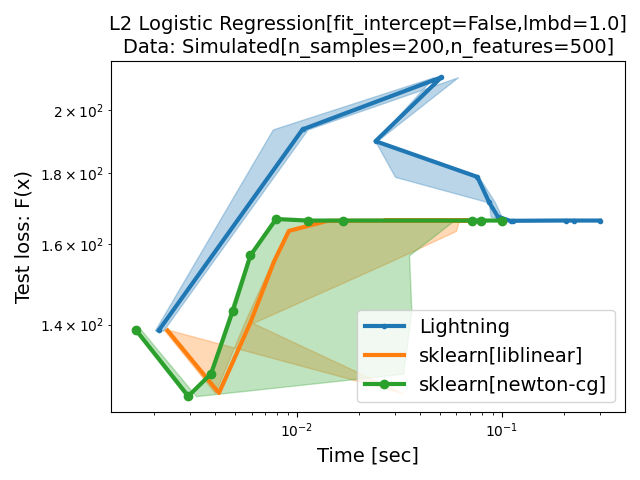 L2 Logistic Regression[fit_intercept=False,lmbd=1.0]
Data: Simulated[n_samples=200,n_features=500]
Test loss: F(x)
2 × 10²
1.8 × 10²
1.6 × 10²
1.4 × 10²
Lightning
sklearn[liblinear]
sklearn[newton-cg]
10⁻² 10⁻¹
Time [sec]